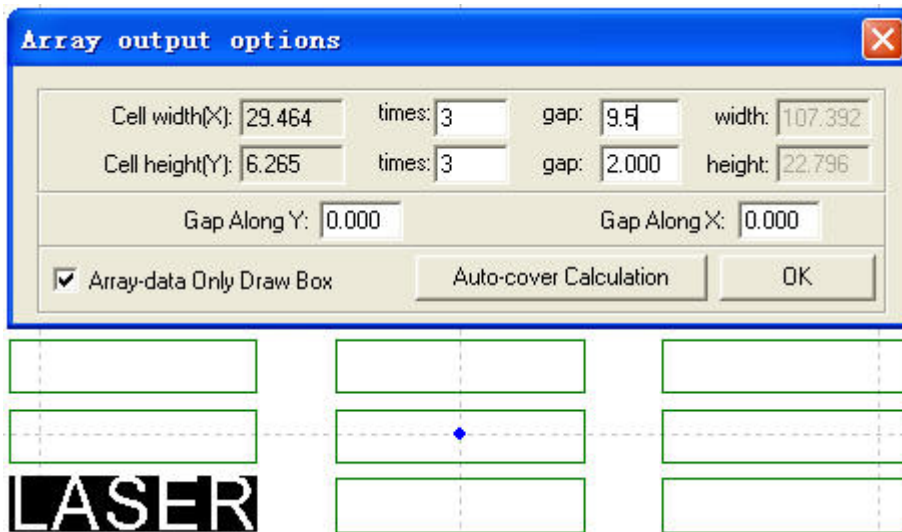 Array output options
Cell width(X): 29.464 times: 3 gap: 9.5 width: 107.392
Cell height(Y): 6.265 times: 3 gap: 2.000 height: 22.796
Gap Along Y: 0.000 Gap Along X: 0.000
Array-data Only Draw Box Auto-cover Calculation OK
LASER